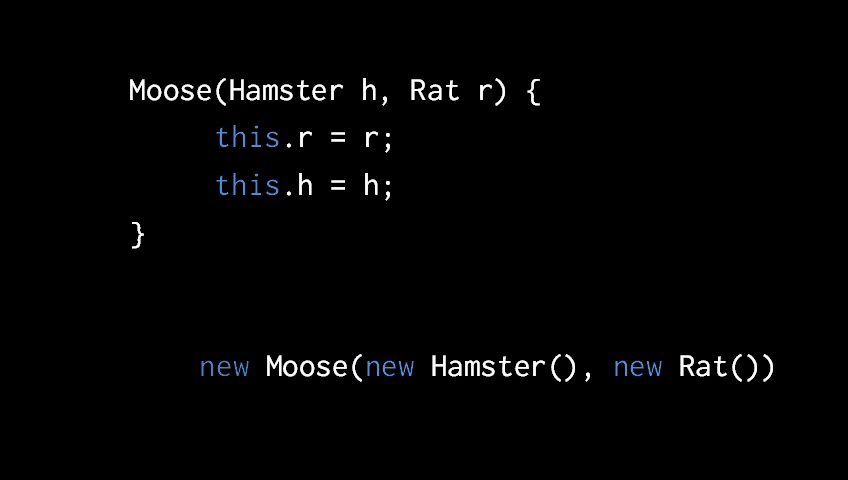 Moose(Hamster h, Rat r) {
this.r = r;
this.h = h;
}
new Moose(new Hamster(), new Rat())